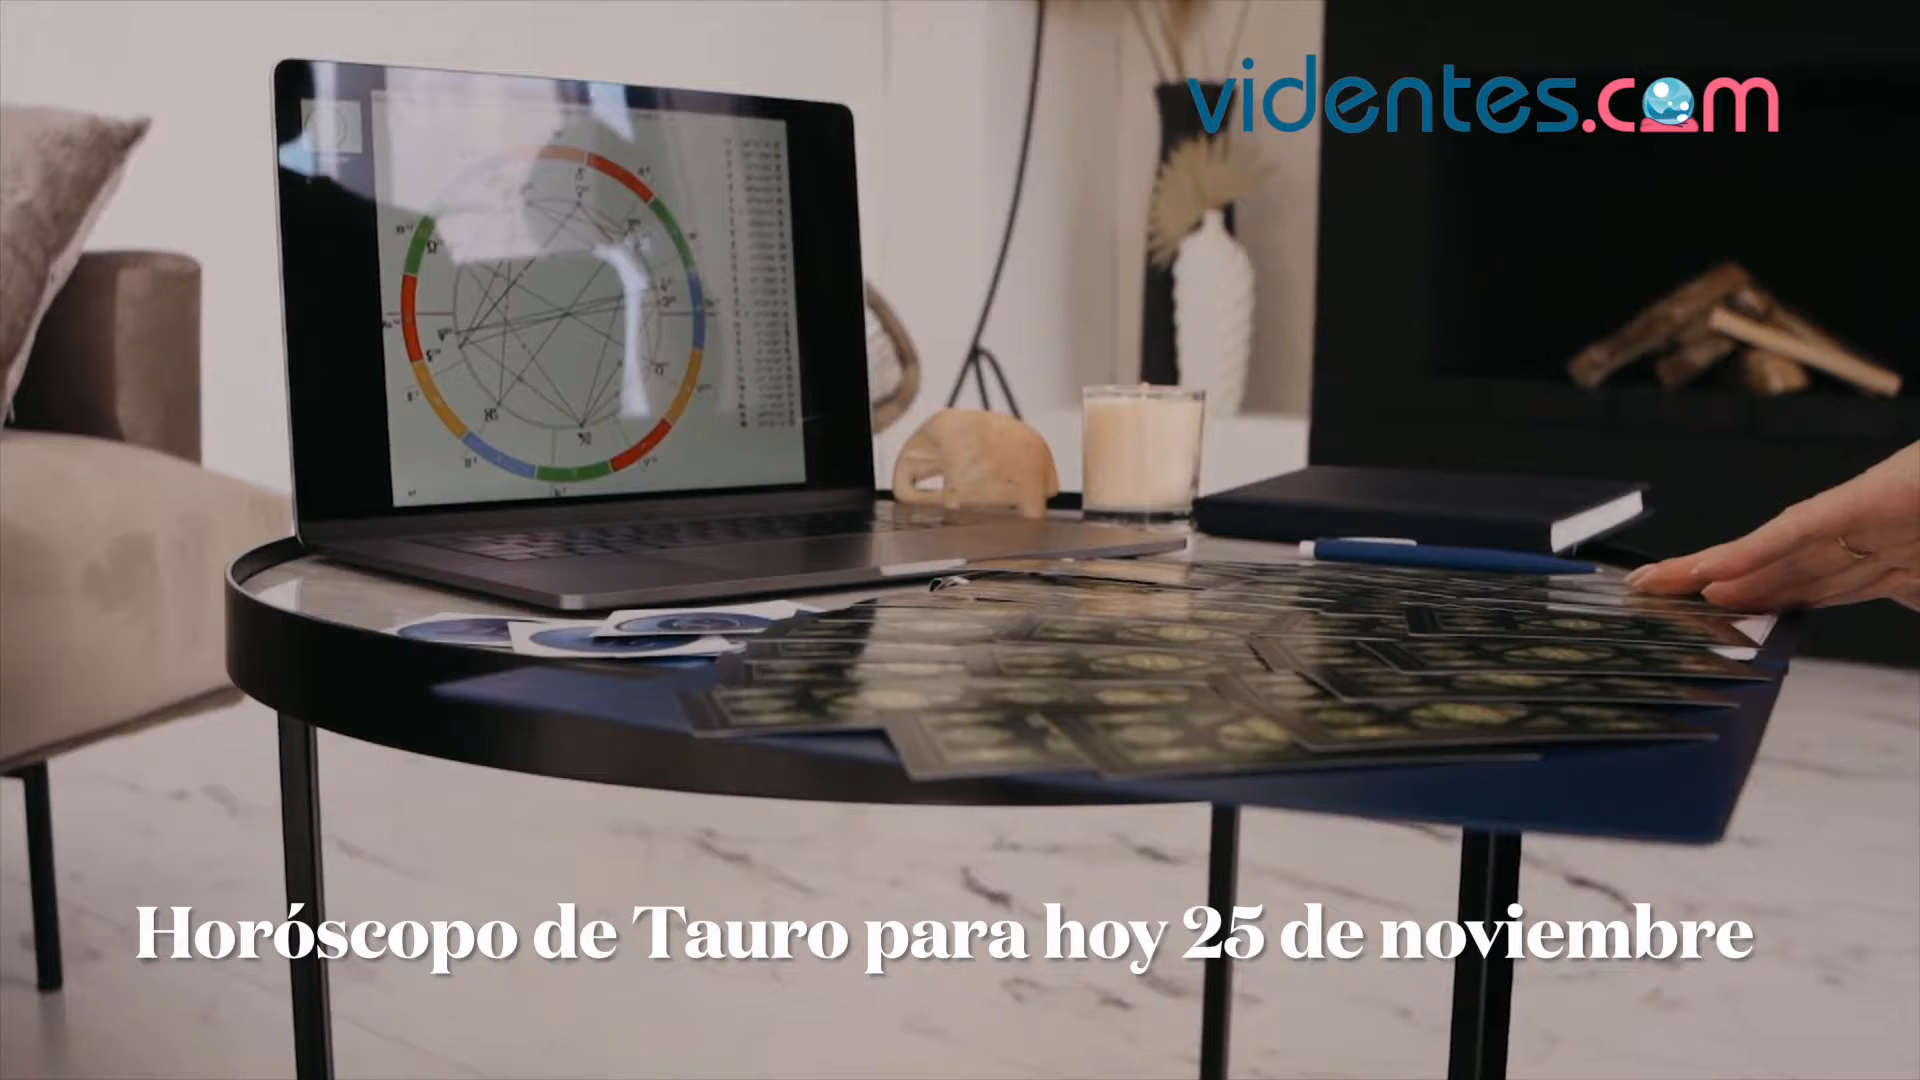 videntes.com
Horóscopo de Tauro para hoy 25 de noviembre